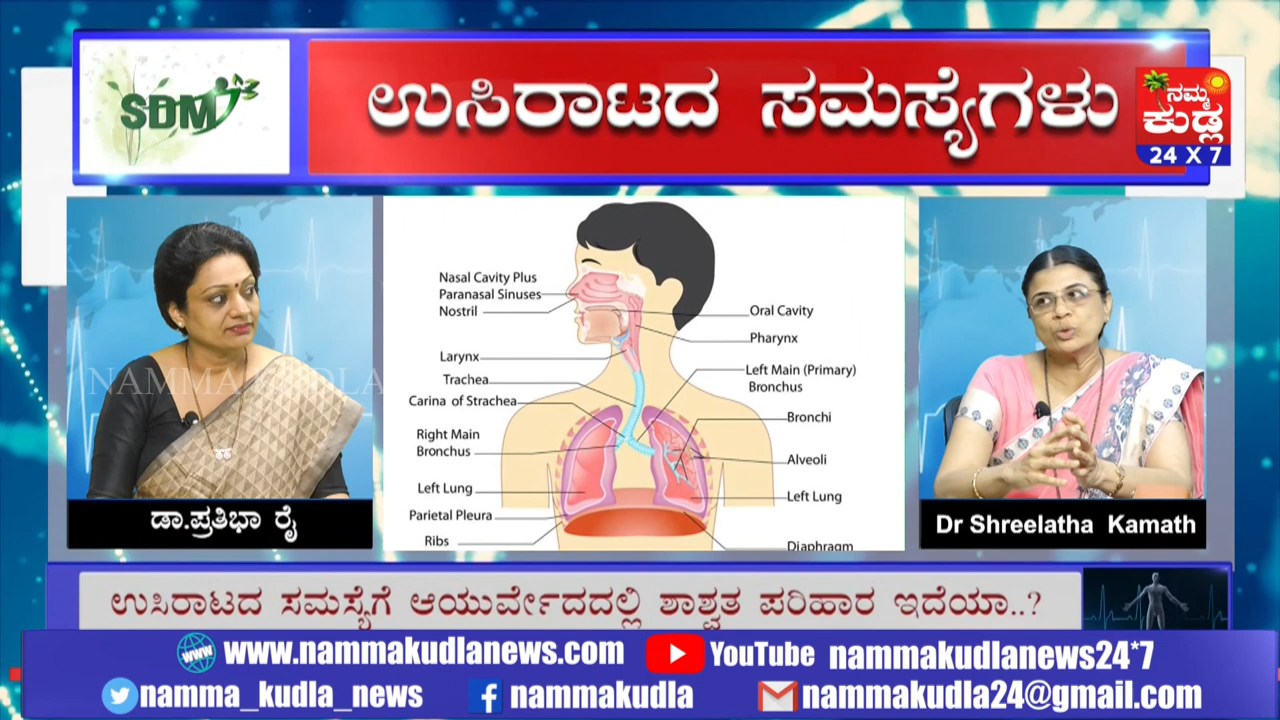 SDM
ಉಸಿರಾಟದ ಸಮಸ್ಯೆಗಳು
ನಮ್ಮ
ಕುಡ್ಲ
24 X 7
Nasal Cavity Plus
Paranasal Sinuses
Nostril
Larynx
Trachea
Carina of Strachea
Right Main
Bronchus
Left Lung
Parietal Pleura
Ribs
Oral Cavity
Pharynx
Left Main (Primary)
Bronchus
Bronchi
Alveoli
Left Lung
Diaphragm
NAMMA KUDLA
ಡಾ.ಪ್ರತಿಭಾ ರೈ
Dr Shreelatha Kamath
ಉಸಿರಾಟದ ಸಮಸ್ಯೆಗೆ ಆಯುರ್ವೇದದಲ್ಲಿ ಶಾಶ್ವತ ಪರಿಹಾರ ಇದೆಯಾ..?
www.nammakudlanews.com YouTube nammakudlanews24*7
namma_kudla_news nammakudla nammakudla24@gmail.com